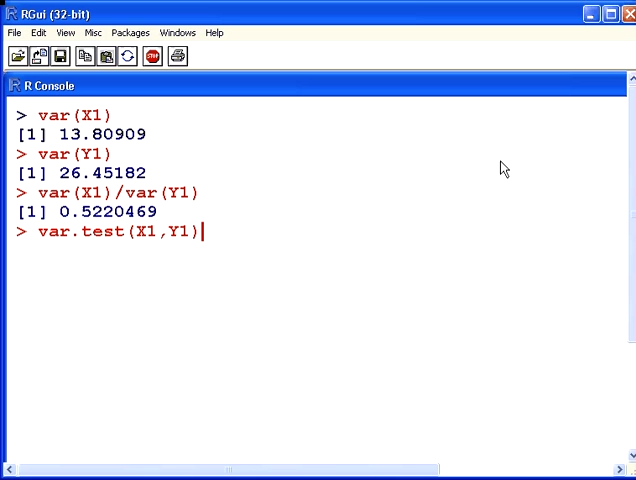 RGui (32-bit)
File Edit View Misc Packages Windows Help
STOP
R Console
> var(X1)
[1] 13.80909
> var(Y1)
[1] 26.45182
> var(X1)/var(Y1)
[1] 0.5220469
> var.test(X1,Y1)